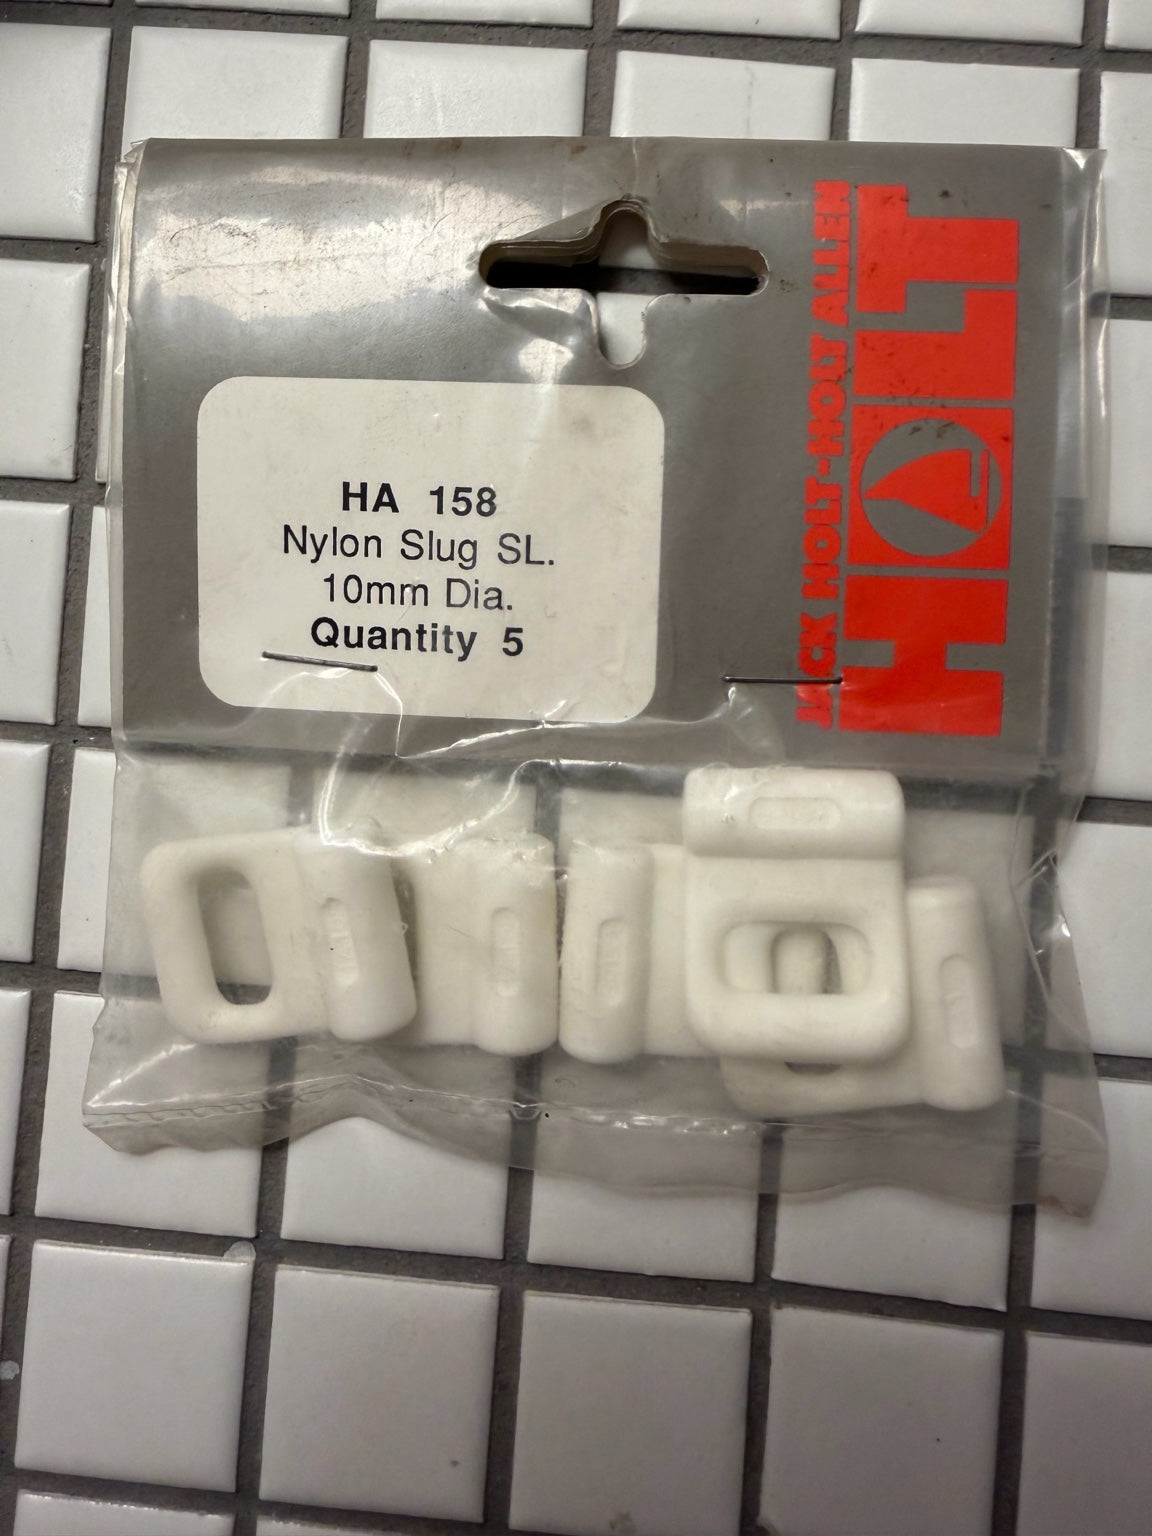 HA 158
Nylon Slug SL.
10mm Dia.
Quantity 5
JACK HOLT-HOLT ALLEN
HOLT